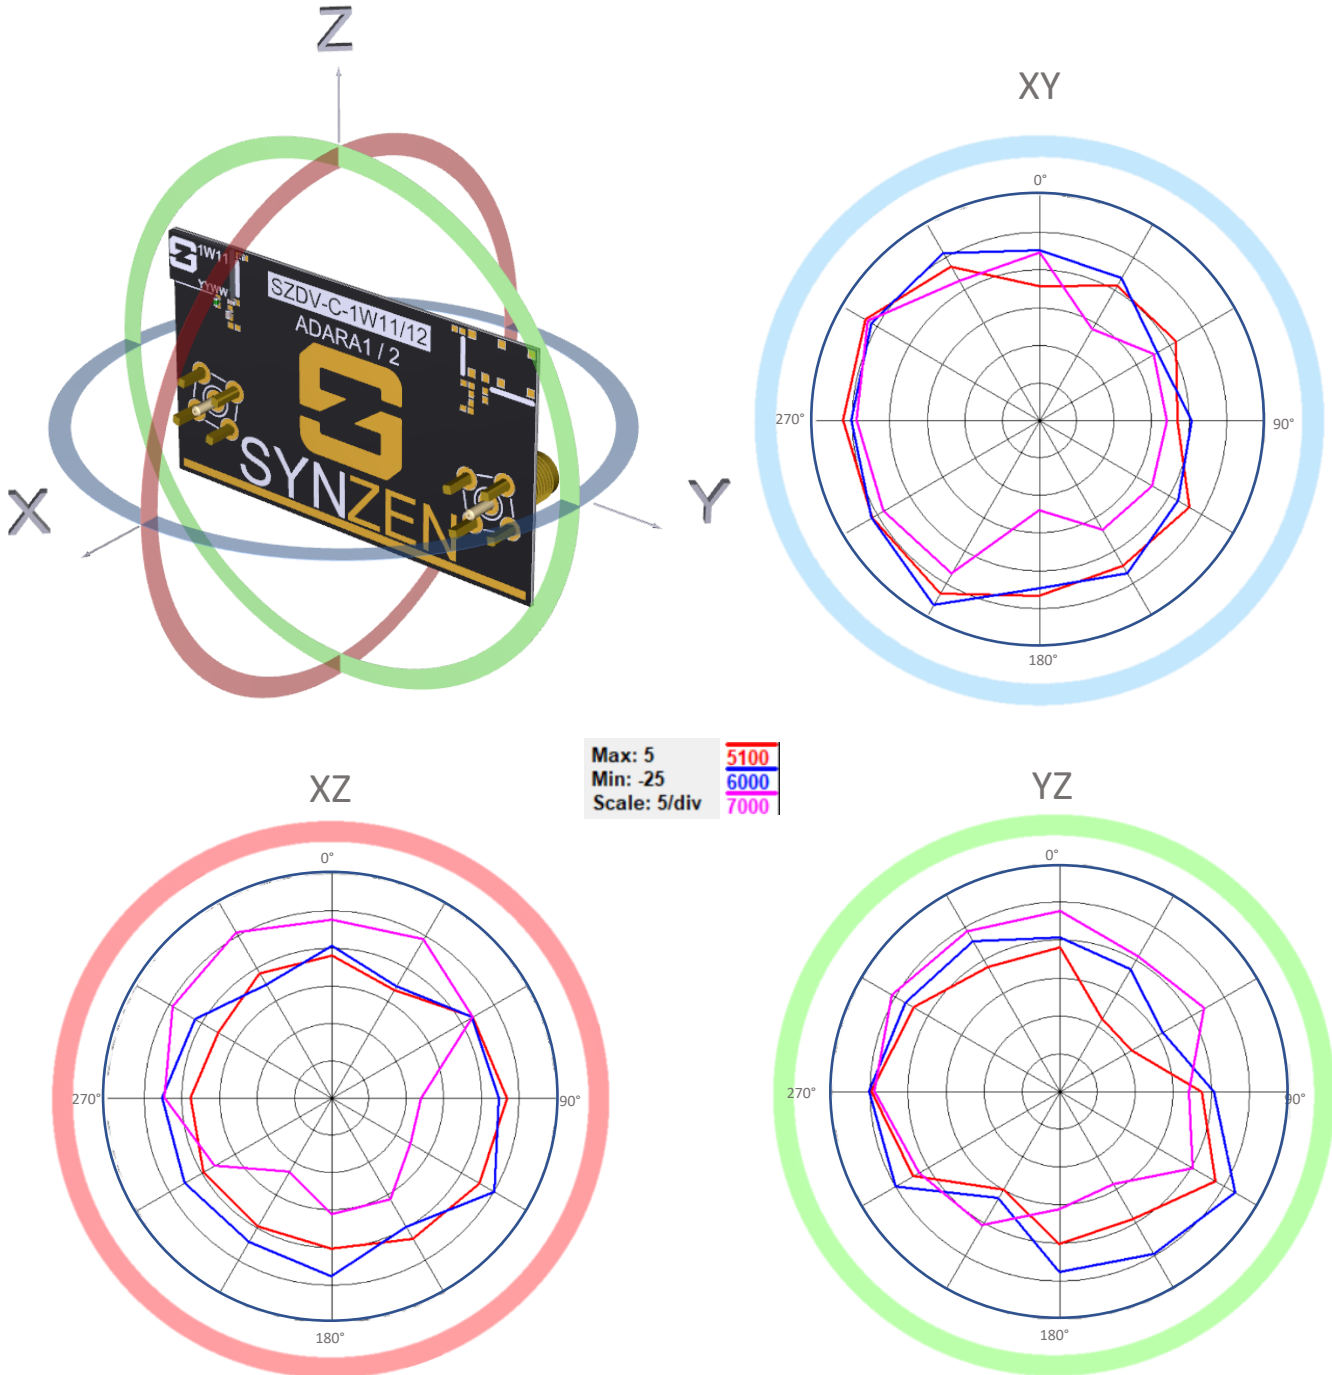 Z
XY
1W11
YYWW
SZDV-C-1W11/12
ADARA1 / 2
SYNZEN
X
Y
0°
270°
90°
180°
Max: 5
Min: -25
Scale: 5/div
5100
6000
7000
XZ
0°
270°
90°
180°
YZ
0°
270°
90°
180°